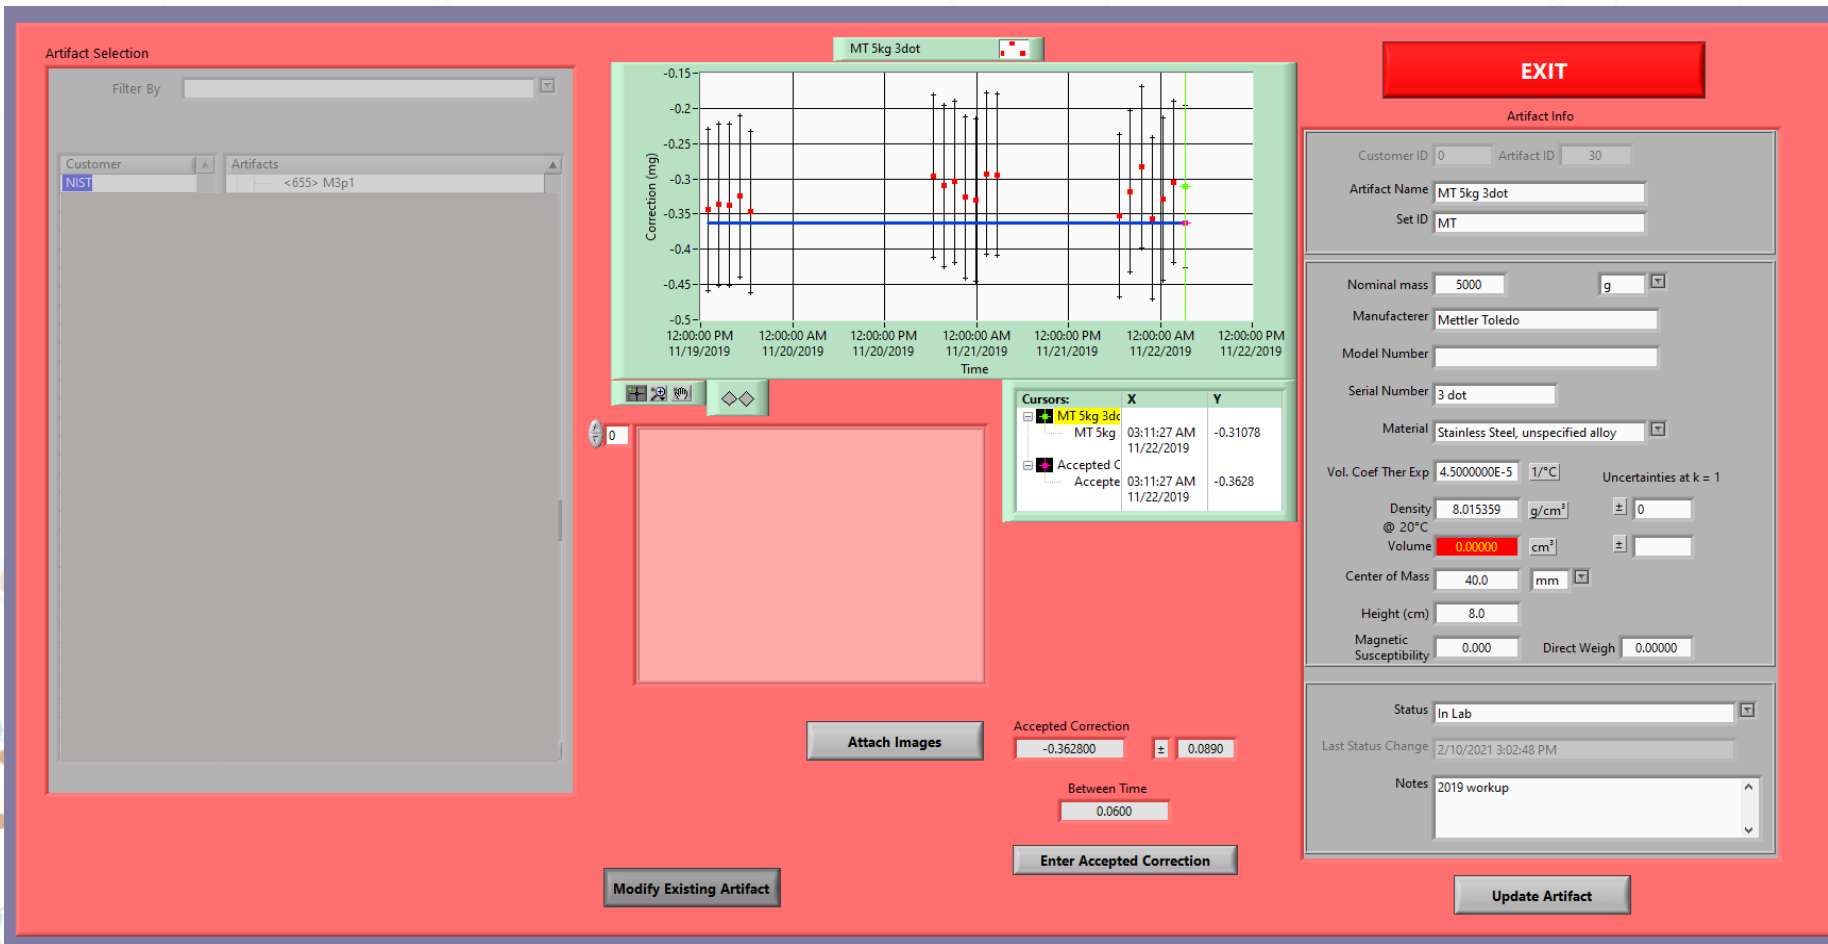 Artifact Selection
Filter By
Customer
Artifacts
NIST
<655> M3p1
MT 5kg 3dot
Correction (mg)
-0.15
-0.2
-0.25
-0.3
-0.35
-0.4
-0.45
-0.5
12:00:00 PM 12:00:00 AM 12:00:00 PM 12:00:00 AM 12:00:00 PM 12:00:00 AM 12:00:00 PM
11/19/2019 11/20/2019 11/20/2019 11/21/2019 11/21/2019 11/22/2019 11/22/2019
Time
Cursors: X Y
MT 5kg 3dc
MT 5kg 03:11:27 AM -0.31078
11/22/2019
Accepted C
Accepte 03:11:27 AM -0.3628
11/22/2019
0
Attach Images
Accepted Correction
-0.362800 ± 0.0890
Between Time
0.0600
Enter Accepted Correction
Modify Existing Artifact
EXIT
Artifact Info
Customer ID 0 Artifact ID 30
Artifact Name MT 5kg 3dot
Set ID MT
Nominal mass 5000 g
Manufacterer Mettler Toledo
Model Number
Serial Number 3 dot
Material Stainless Steel, unspecified alloy
Vol. Coef Ther Exp 4.5000000E-5 1/°C Uncertainties at k = 1
Density 8.015359 g/cm³ ± 0
@ 20°C
Volume 0.00000 cm³ ±
Center of Mass 40.0 mm
Height (cm) 8.0
Magnetic
Susceptibility 0.000 Direct Weigh 0.00000
Status In Lab
Last Status Change 2/10/2021 3:02:48 PM
Notes 2019 workup
Update Artifact